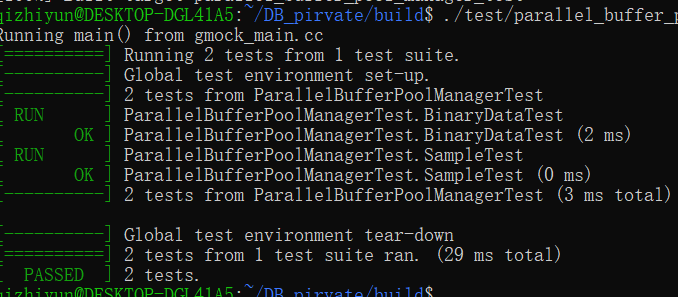 qizhiyun@DESKTOP-DGL41A5:~/DB_pirvate/build$ ./test/parallel_buffer_p
Running main() from gmock_main.cc
[==========] Running 2 tests from 1 test suite.
[----------] Global test environment set-up.
[----------] 2 tests from ParallelBufferPoolManagerTest
[ RUN      ] ParallelBufferPoolManagerTest.BinaryDataTest
[       OK ] ParallelBufferPoolManagerTest.BinaryDataTest (2 ms)
[ RUN      ] ParallelBufferPoolManagerTest.SampleTest
[       OK ] ParallelBufferPoolManagerTest.SampleTest (0 ms)
[----------] 2 tests from ParallelBufferPoolManagerTest (3 ms total)
[----------] Global test environment tear-down
[==========] 2 tests from 1 test suite ran. (29 ms total)
[  PASSED  ] 2 tests.
qizhiyun@DESKTOP-DGL41A5:~/DB_pirvate/build$